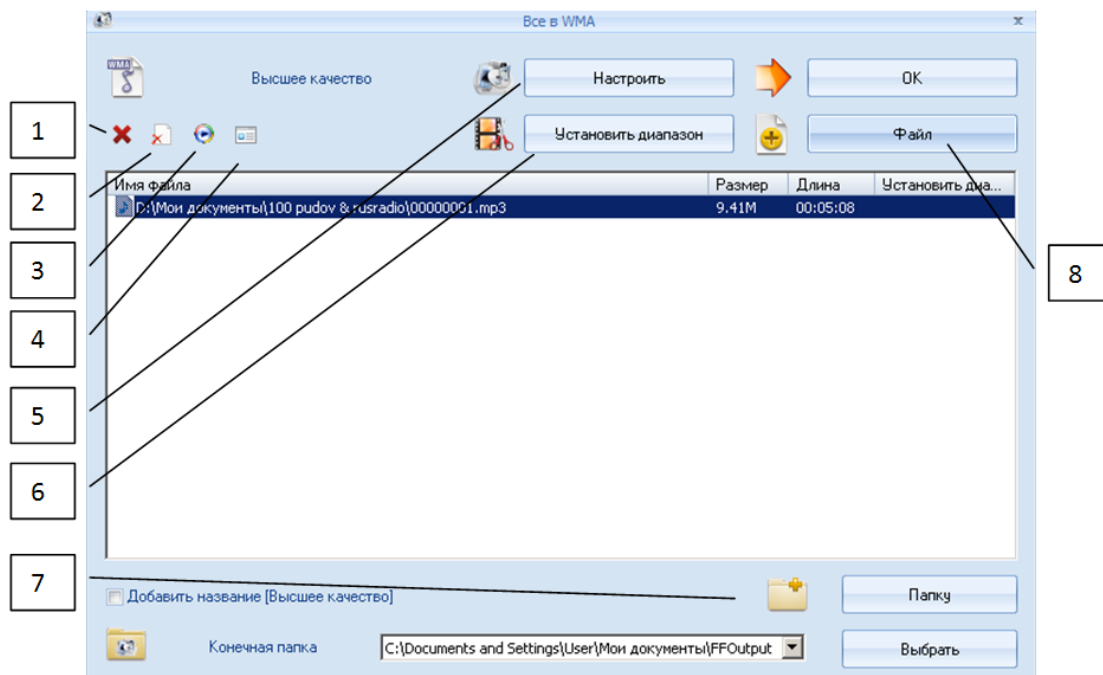 Все в WMA
x
WMA
Высшее качество
Настроить
OK
1
Установить диапазон
Файл
2
Имя файла Размер Длина Установить диа...
D:\Мои документы\100 pudov & rusradio\00000001.mp3 9.41M 00:05:08
3
8
4
5
6
7
Добавить название [Высшее качество]
Папку
Конечная папка
C:\Documents and Settings\User\Мои документы\FFOutput
Выбрать